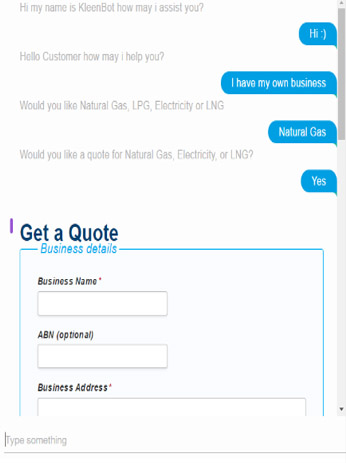 Hi my name is KleenBot how may i assist you?
Hi :)
Hello Customer how may i help you?
I have my own business
Would you like Natural Gas, LPG, Electricity or LNG
Natural Gas
Would you like a quote for Natural Gas, Electricity, or LNG?
Yes
Get a Quote
Business details
Business Name*
ABN (optional)
Business Address*
Type something